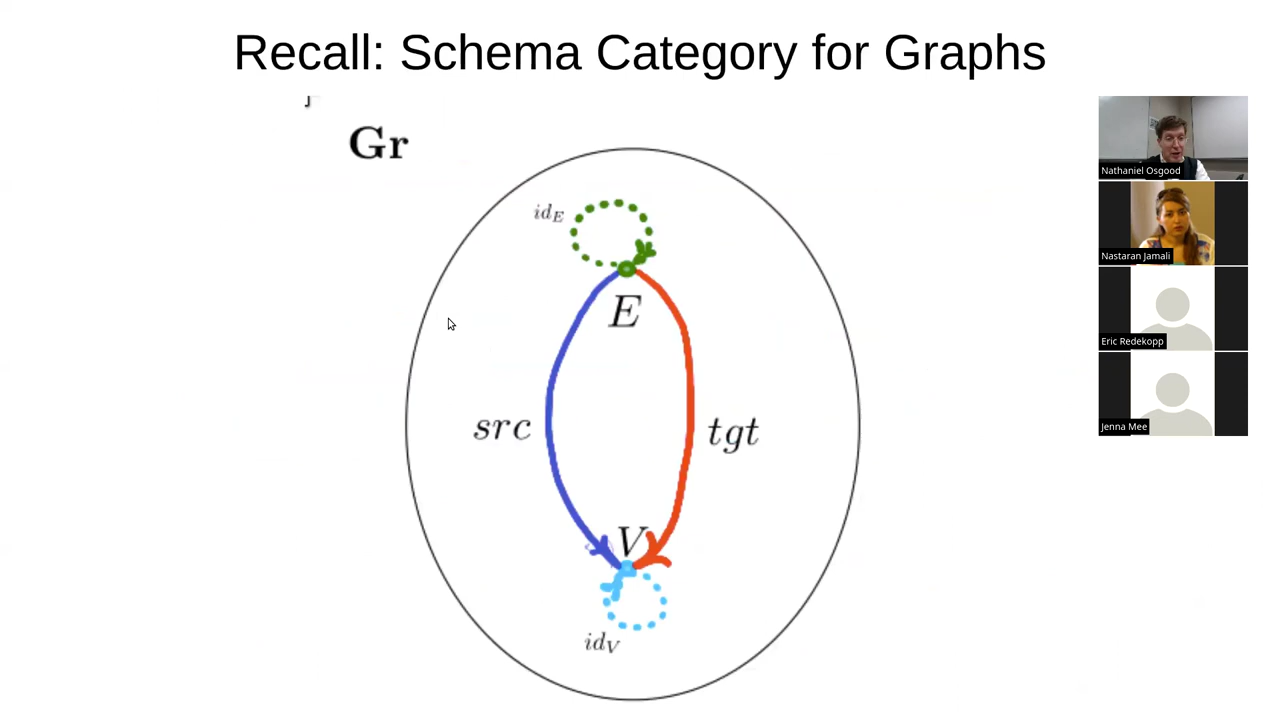 Recall: Schema Category for Graphs
Gr
id_E
E
src
tgt
V
id_V
Nathaniel Osgood
Nastaran Jamali
Eric Redekopp
Jenna Mee